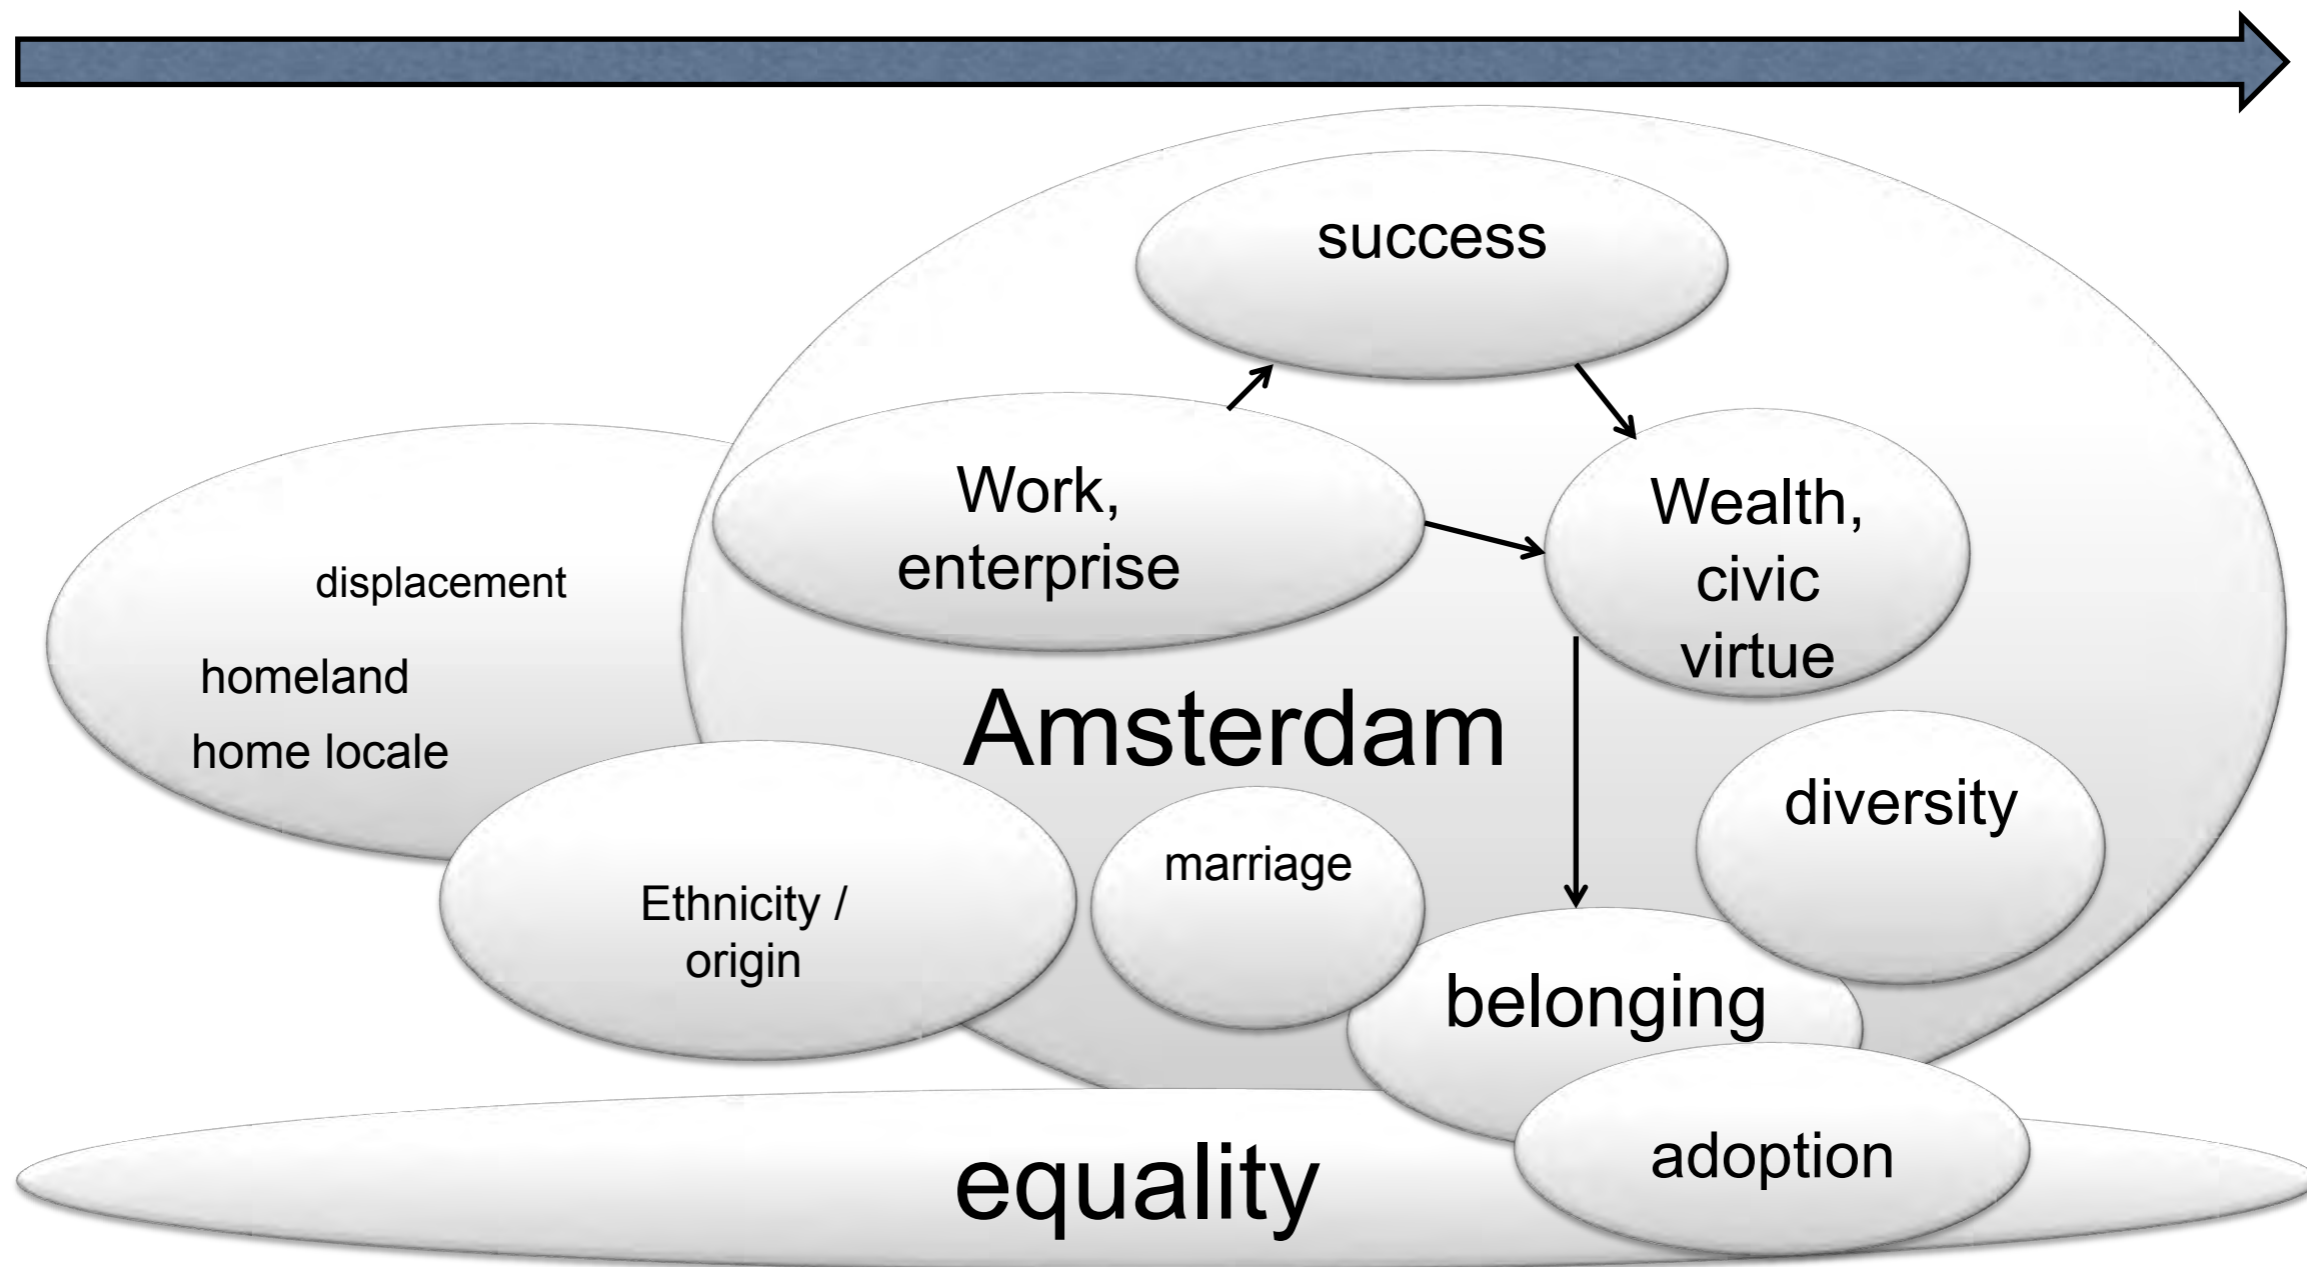 success
Work,
enterprise
Wealth,
civic
virtue
displacement
homeland
home locale
Amsterdam
diversity
marriage
Ethnicity /
origin
belonging
adoption
equality